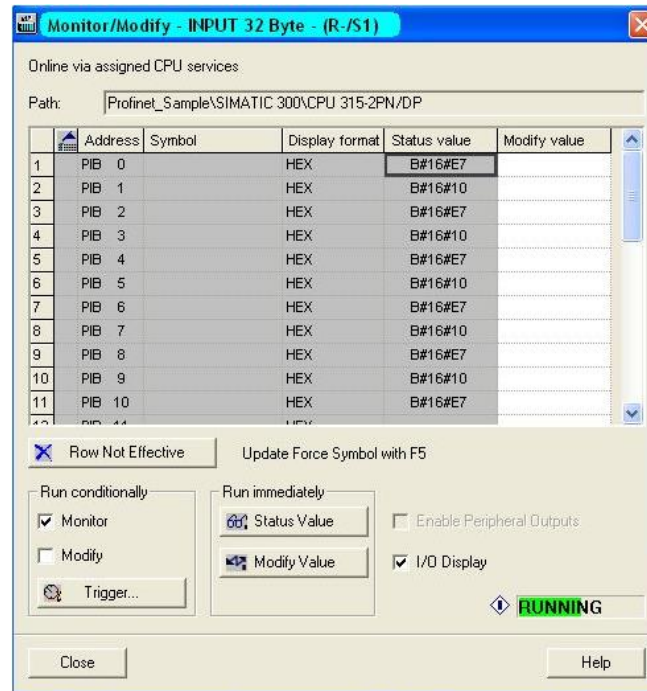 Monitor/Modify - INPUT 32 Byte - (R-/S1)
Online via assigned CPU services
Path: Profinet_Sample\SIMATIC 300\CPU 315-2PN/DP
Address Symbol Display format Status value Modify value
1 PIB 0 HEX B#16#E7
2 PIB 1 HEX B#16#10
3 PIB 2 HEX B#16#E7
4 PIB 3 HEX B#16#10
5 PIB 4 HEX B#16#E7
6 PIB 5 HEX B#16#10
7 PIB 6 HEX B#16#E7
8 PIB 7 HEX B#16#10
9 PIB 8 HEX B#16#E7
10 PIB 9 HEX B#16#10
11 PIB 10 HEX B#16#E7
Row Not Effective Update Force Symbol with F5
Run conditionally Run immediately
Monitor Status Value Enable Peripheral Outputs
Modify Modify Value I/O Display
Trigger...
RUNNING
Close Help